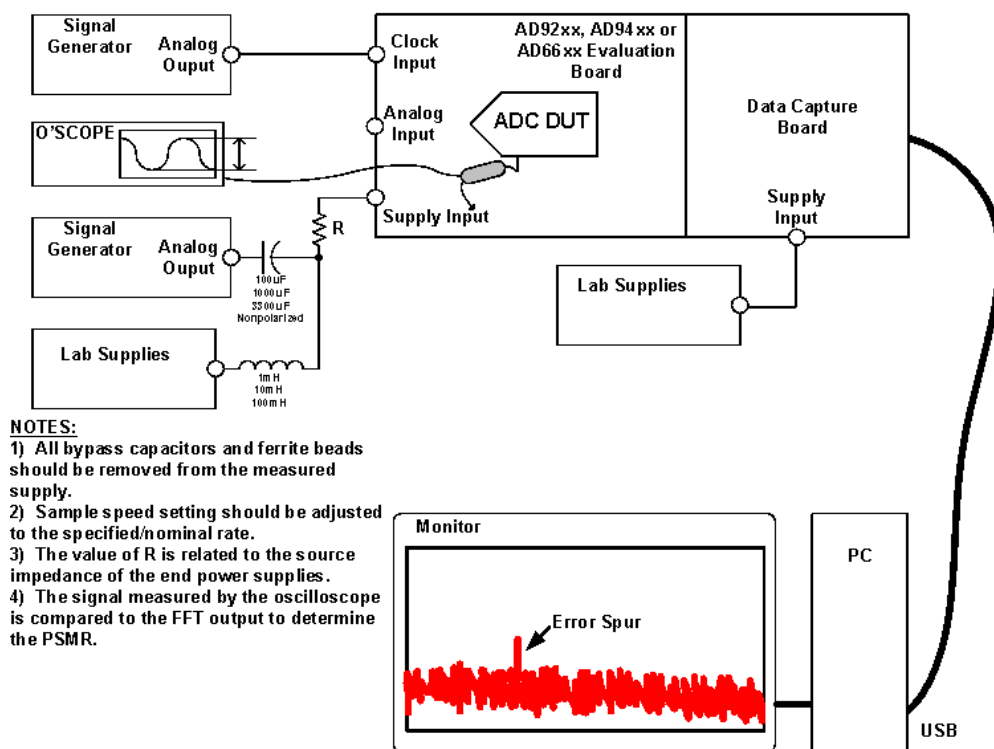 Signal
Generator
Analog
Ouput
Clock
Input
AD92xx, AD94xx or
AD66xx Evaluation
Board
Data Capture
Board
O'SCOPE
Analog
Input
ADC DUT
Supply Input
Supply
Input
R
Signal
Generator
Analog
Ouput
100uF
1000uF
3300uF
Nonpolarized
Lab Supplies
Lab Supplies
1mH
10mH
100mH
NOTES:
1) All bypass capacitors and ferrite beads
should be removed from the measured
supply.
2) Sample speed setting should be adjusted
to the specified/nominal rate.
3) The value of R is related to the source
impedance of the end power supplies.
4) The signal measured by the oscilloscope
is compared to the FFT output to determine
the PSMR.
Monitor
Error Spur
PC
USB